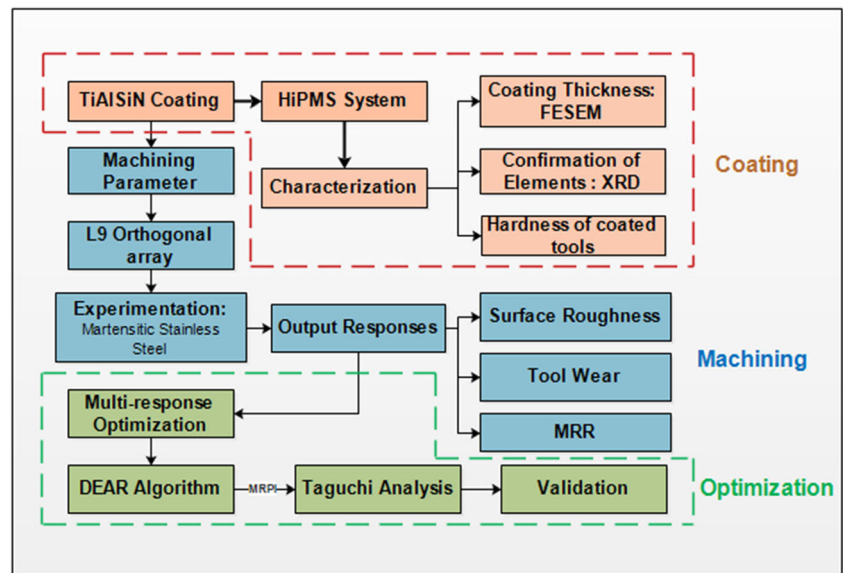 TiAlSiN Coating
HiPMS System
Coating Thickness:
FESEM
Machining
Parameter
Characterization
Confirmation of
Elements : XRD
Coating
L9 Orthogonal
array
Hardness of coated
tools
Experimentation:
Martensitic Stainless
Steel
Output Responses
Surface Roughness
Tool Wear
Machining
MRR
Multi-response
Optimization
DEAR Algorithm
MRPI
Taguchi Analysis
Validation
Optimization